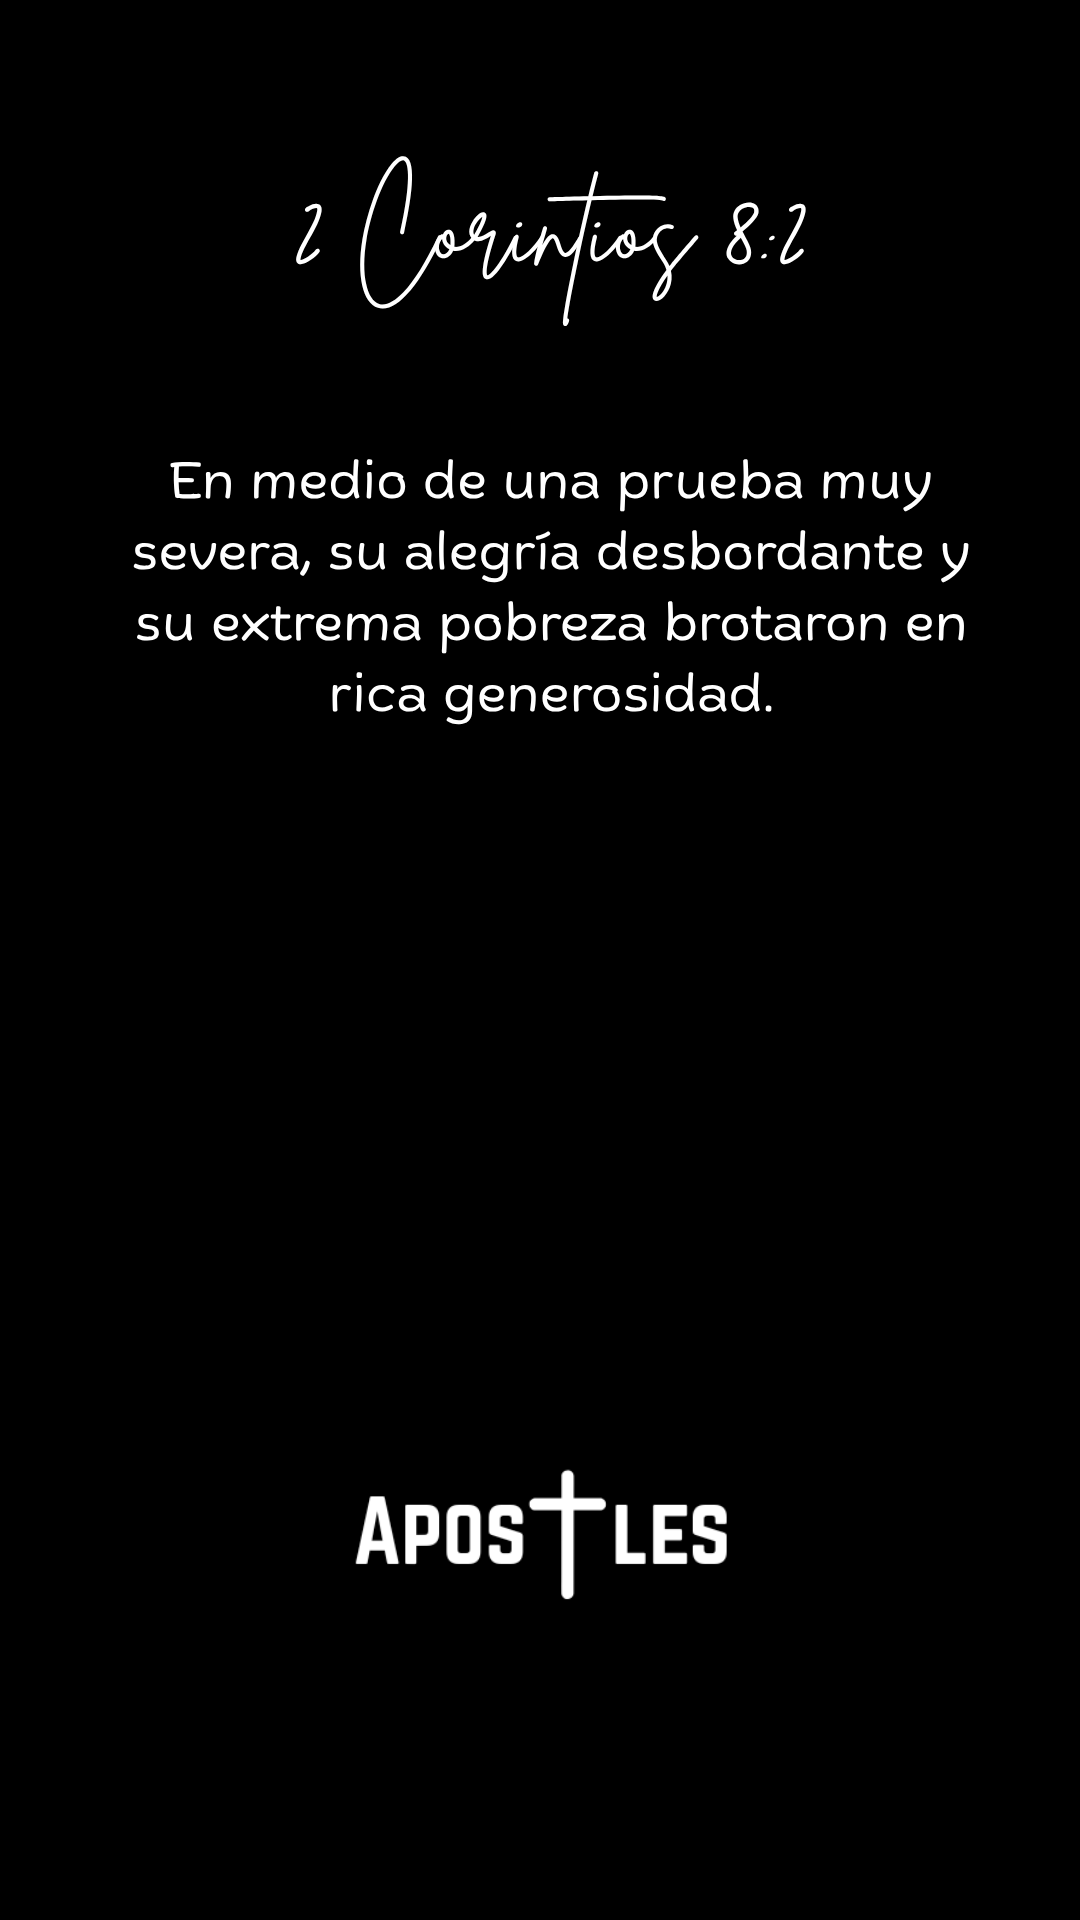 2 Corintios 8:2
En medio de una prueba muy
severa, su alegría desbordante y
su extrema pobreza brotaron en
rica generosidad.
APOSTLES